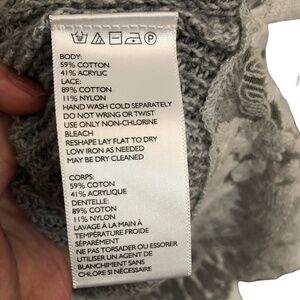 BODY:
59% COTTON
41% ACRYLIC
LACE:
89% COTTON
11% NYLON
HAND WASH COLD SEPARATELY
DO NOT WRING OR TWIST
USE ONLY NON-CHLORINE
BLEACH
RESHAPE LAY FLAT TO DRY
LOW IRON AS NEEDED
MAY BE DRY CLEANED
CORPS:
59% COTON
41% ACRYLIQUE
DENTELLE:
89% COTON
11% NYLON
LAVAGE À LA MAIN À
TEMPÉRATURE FROIDE
SÉPARÉMENT
NE PAS TORSADER OU ESSORER
UTILISER UN AGENT DE
BLANCHIMENT SANS
CHLORE SI NÉCESSAIRE